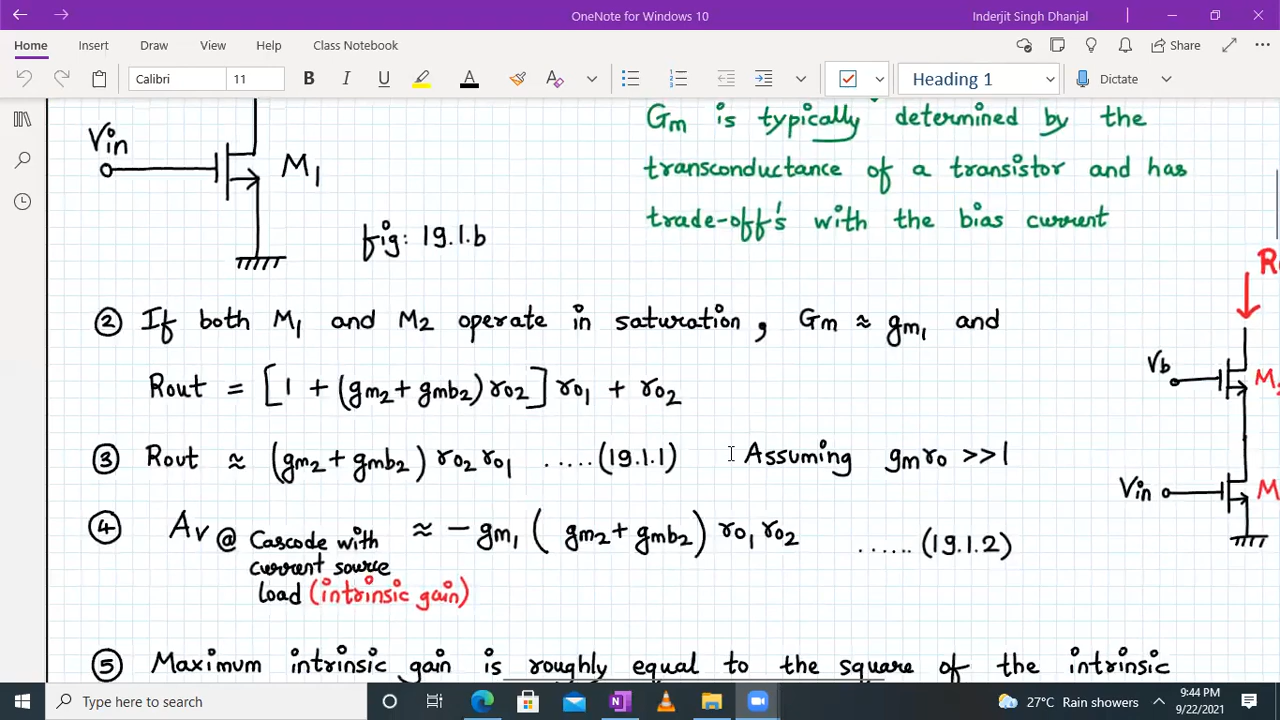 OneNote for Windows 10
Inderjit Singh Dhanjal
Home Insert Draw View Help Class Notebook Share
Calibri 11 B I U A Heading 1 Dictate
Gm is typically determined by the
transconductance of a transistor and has
trade-off's with the bias current
Vin
M1
fig: 19.1.b
② If both M1 and M2 operate in saturation, Gm ≈ gm1 and
Rout = [1 + (gm2 + gmb2) ro2] ro1 + ro2
③ Rout ≈ (gm2 + gmb2) ro2 ro1 .....(19.1.1) Assuming gmro >>1
④ Av @ Cascode with current source load (intrinsic gain) ≈ - gm1 (gm2 + gmb2) ro1 ro2 ......(19.1.2)
Vb
Vin
⑤ Maximum intrinsic gain is roughly equal to the square of the intrinsic
Type here to search
27°C Rain showers
9:44 PM
9/22/2021